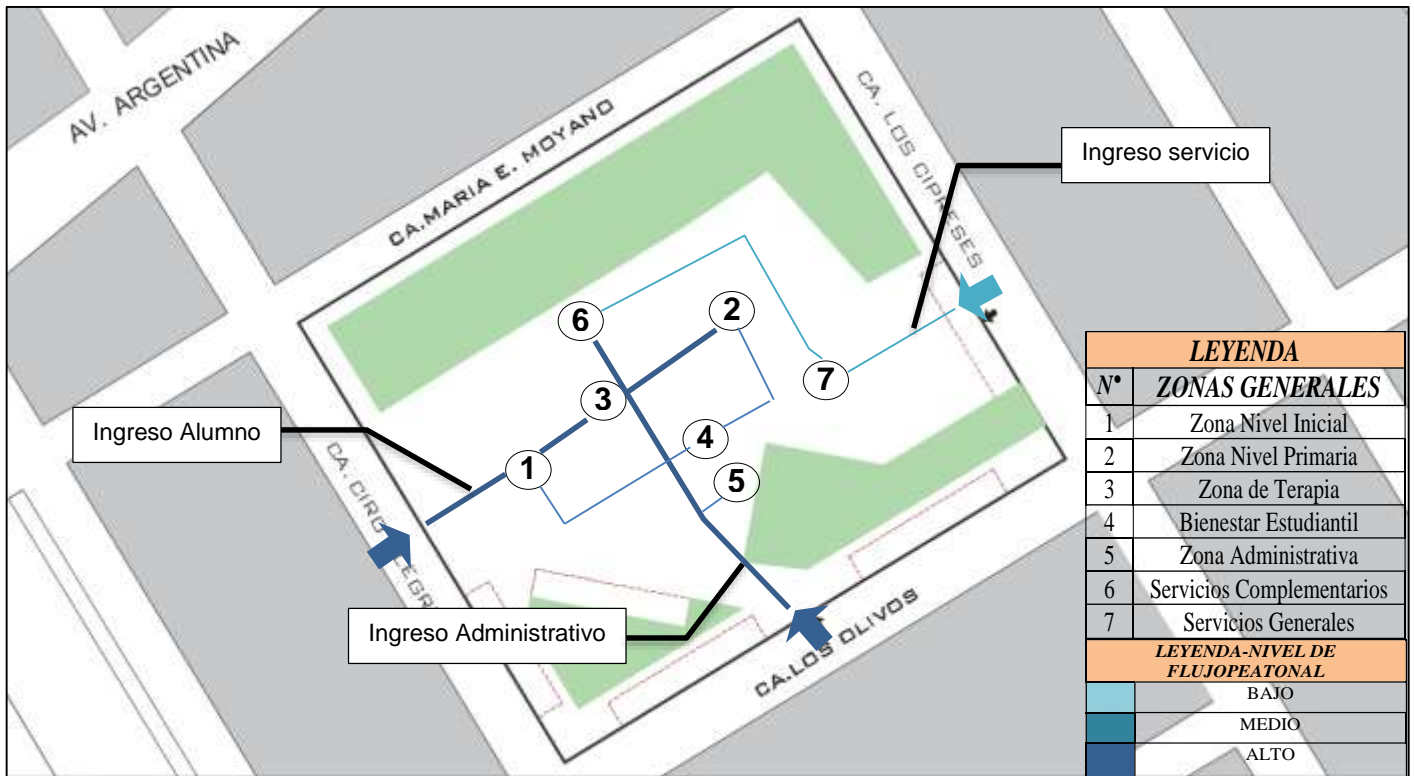 AV. ARGENTINA
CA.MARIA E. MOYANO
CA. LOS CIPRESES
Ingreso servicio
6
2
3
7
Ingreso Alumno
4
1
5
CA. CIRO
Ingreso Administrativo
CA.LOS OLIVOS
LEYENDA
N° ZONAS GENERALES
1 Zona Nivel Inicial
2 Zona Nivel Primaria
3 Zona de Terapia
4 Bienestar Estudiantil
5 Zona Administrativa
6 Servicios Complementarios
7 Servicios Generales
LEYENDA-NIVEL DE
FLUJOPEATONAL
BAJO
MEDIO
ALTO